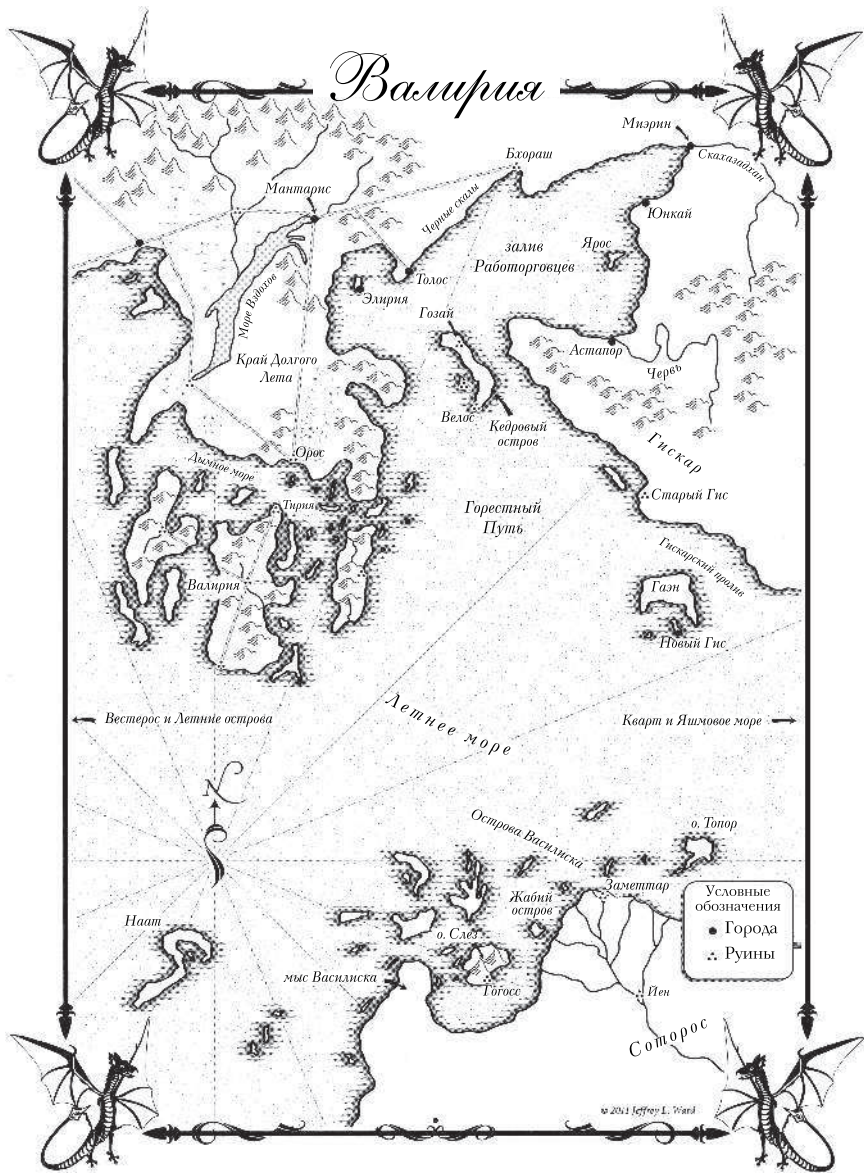 Валирия
Миэрин
Скахазадхан
Бхораш
Мантарис
Черные скалы
Юнкай
залив
Работорговцев
Ярос
Толос
Элирия
Море Вздохов
Гозай
Край Долгого
Лета
Астапор
Червь
Велос
Кедровый
остров
Гискар
Орос
Дымное море
Тирия
Старый Гис
Горестный
Путь
Гискарский пролив
Валирия
Гаэн
Новый Гис
Вестерос и Летние острова
Летнее море
Кварт и Яшмовое море
N
Острова Василиска
о. Топор
Заметтар
Жабий
остров
Условные
обозначения
Города
Руины
Наат
о. Слез
мыс Василиска
Гогосс
Йен
Соторос
© 2011 Jeffrey L. Ward